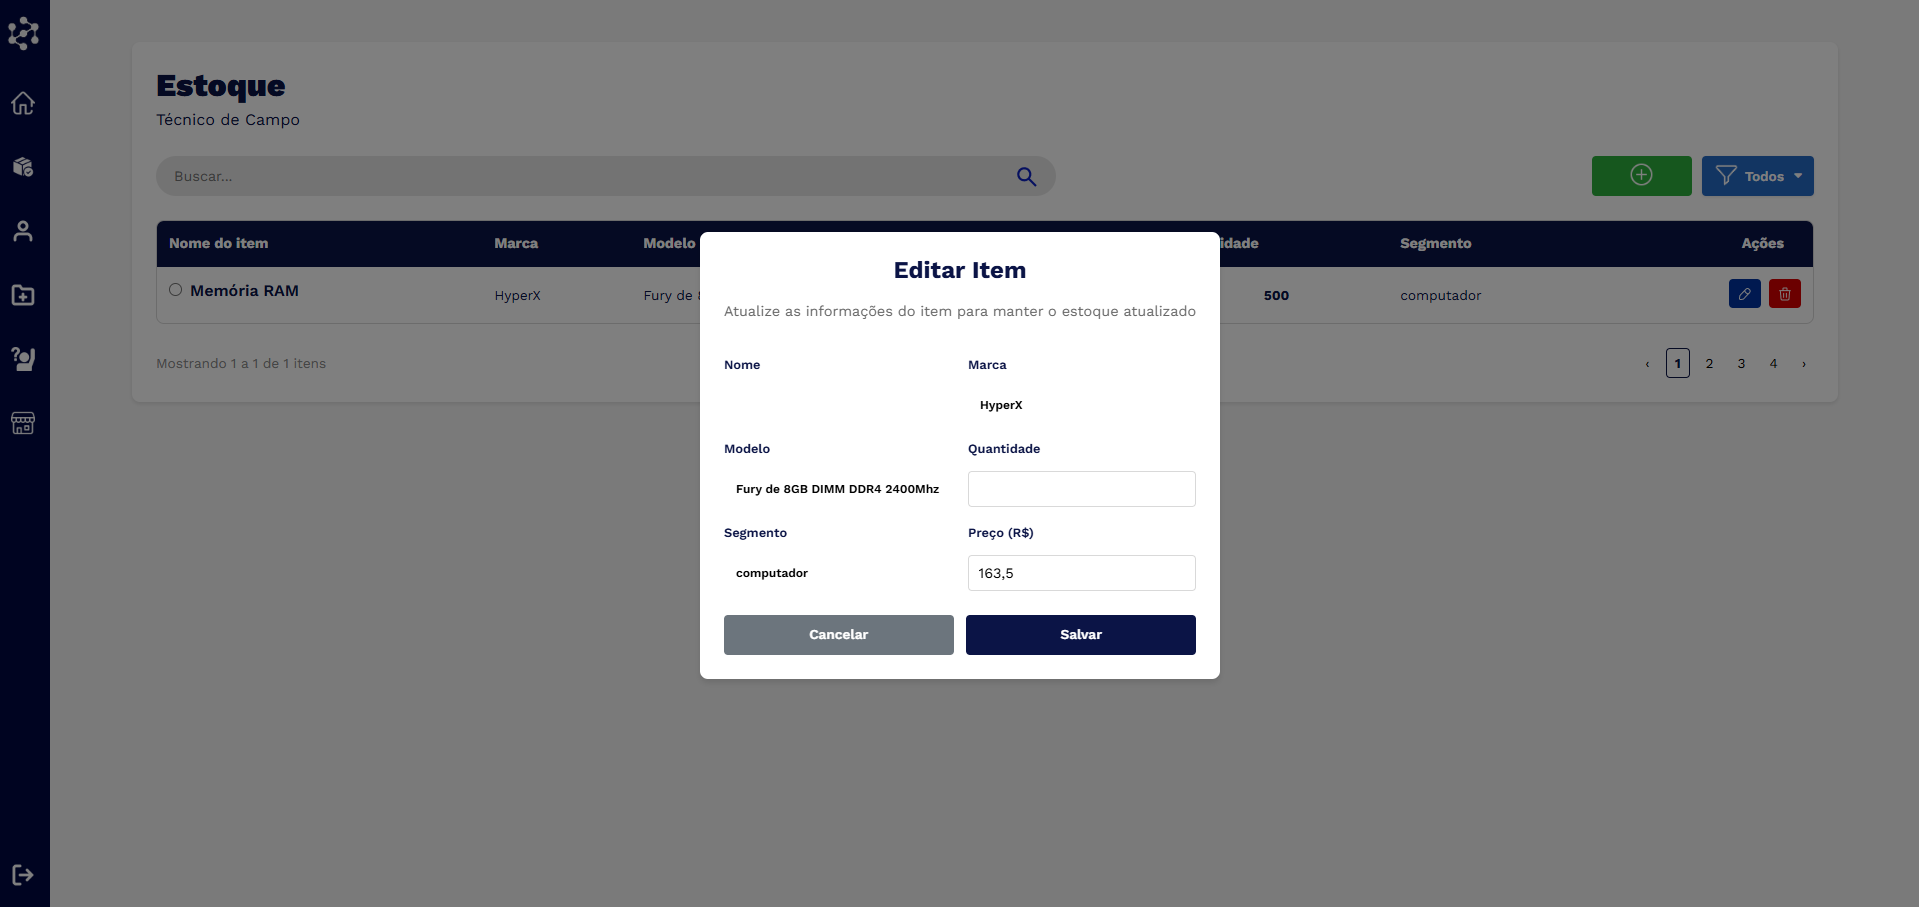 Estoque
Técnico de Campo
Buscar...
Todos
Nome do item Marca Modelo idade Segmento Ações
Memória RAM HyperX Fury de 500 computador
Mostrando 1 a 1 de 1 itens
‹ 1 2 3 4 ›
Editar Item
Atualize as informações do item para manter o estoque atualizado
Nome Marca
HyperX
Modelo Quantidade
Fury de 8GB DIMM DDR4 2400Mhz
Segmento Preço (R$)
computador 163,5
Cancelar Salvar